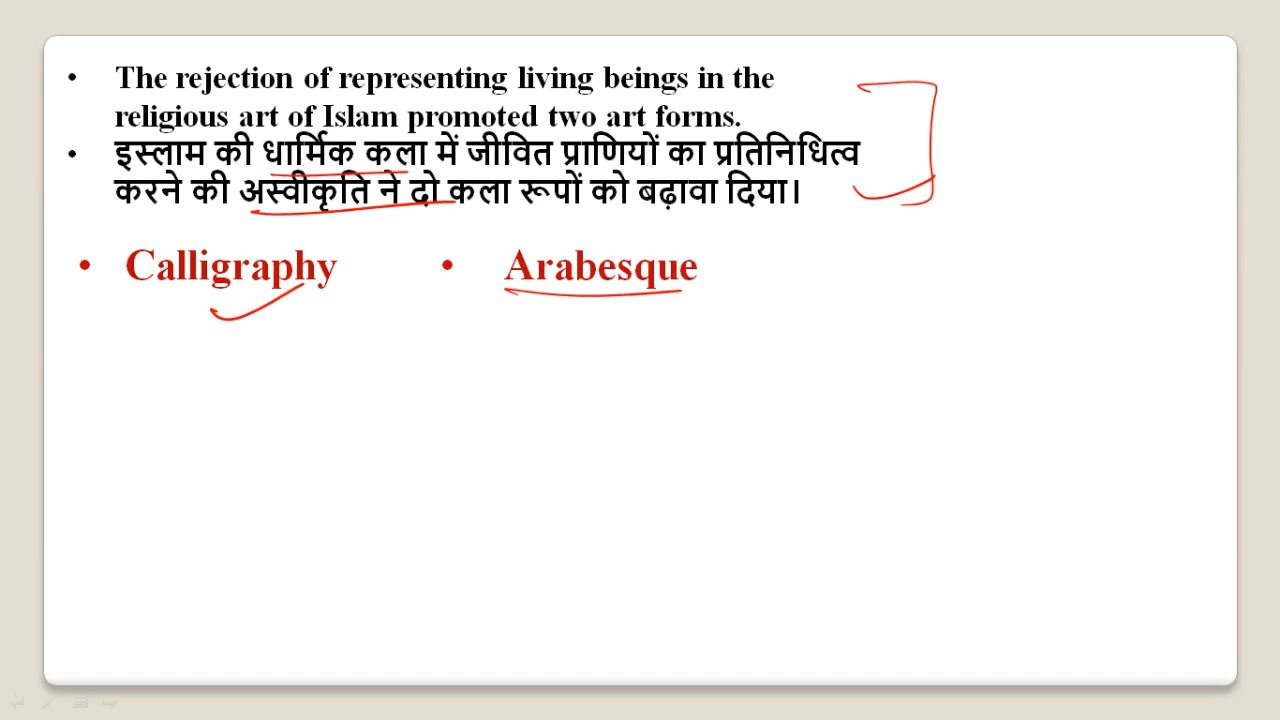 • The rejection of representing living beings in the
religious art of Islam promoted two art forms.
• इस्लाम की धार्मिक कला में जीवित प्राणियों का प्रतिनिधित्व
करने की अस्वीकृति ने दो कला रूपों को बढ़ावा दिया।
• Calligraphy • Arabesque